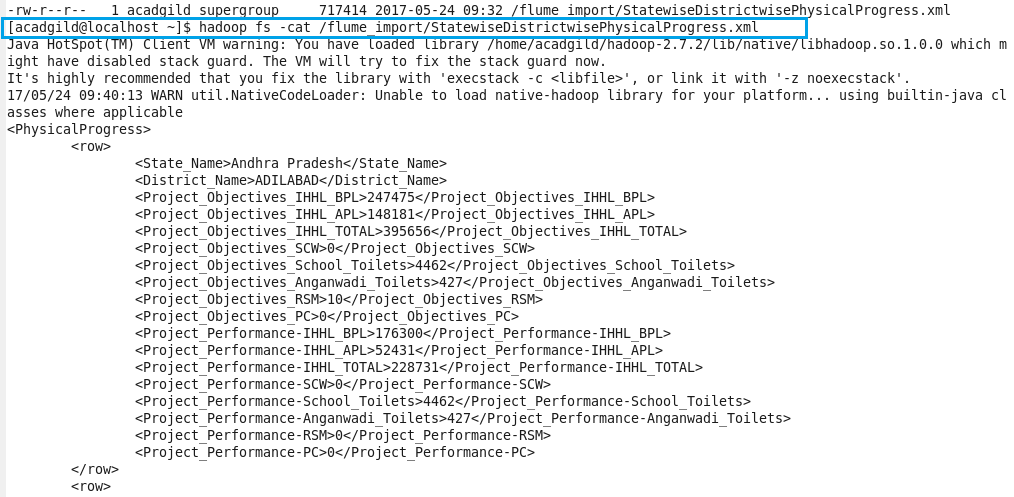 -rw-r--r--   1 acadgild supergroup     717414 2017-05-24 09:32 /flume_import/StatewiseDistrictwisePhysicalProgress.xml
[acadgild@localhost ~]$ hadoop fs -cat /flume_import/StatewiseDistrictwisePhysicalProgress.xml
Java HotSpot(TM) Client VM warning: You have loaded library /home/acadgild/hadoop-2.7.2/lib/native/libhadoop.so.1.0.0 which m
ight have disabled stack guard. The VM will try to fix the stack guard now.
It's highly recommended that you fix the library with 'execstack -c <libfile>', or link it with '-z noexecstack'.
17/05/24 09:40:13 WARN util.NativeCodeLoader: Unable to load native-hadoop library for your platform... using builtin-java cl
asses where applicable
<PhysicalProgress>
        <row>
                <State_Name>Andhra Pradesh</State_Name>
                <District_Name>ADILABAD</District_Name>
                <Project_Objectives_IHHL_BPL>247475</Project_Objectives_IHHL_BPL>
                <Project_Objectives_IHHL_APL>148181</Project_Objectives_IHHL_APL>
                <Project_Objectives_IHHL_TOTAL>395656</Project_Objectives_IHHL_TOTAL>
                <Project_Objectives_SCW>0</Project_Objectives_SCW>
                <Project_Objectives_School_Toilets>4462</Project_Objectives_School_Toilets>
                <Project_Objectives_Anganwadi_Toilets>427</Project_Objectives_Anganwadi_Toilets>
                <Project_Objectives_RSM>10</Project_Objectives_RSM>
                <Project_Objectives_PC>0</Project_Objectives_PC>
                <Project_Performance-IHHL_BPL>176300</Project_Performance-IHHL_BPL>
                <Project_Performance-IHHL_APL>52431</Project_Performance-IHHL_APL>
                <Project_Performance-IHHL_TOTAL>228731</Project_Performance-IHHL_TOTAL>
                <Project_Performance-SCW>0</Project_Performance-SCW>
                <Project_Performance-School_Toilets>4462</Project_Performance-School_Toilets>
                <Project_Performance-Anganwadi_Toilets>427</Project_Performance-Anganwadi_Toilets>
                <Project_Performance-RSM>0</Project_Performance-RSM>
                <Project_Performance-PC>0</Project_Performance-PC>
        </row>
        <row>